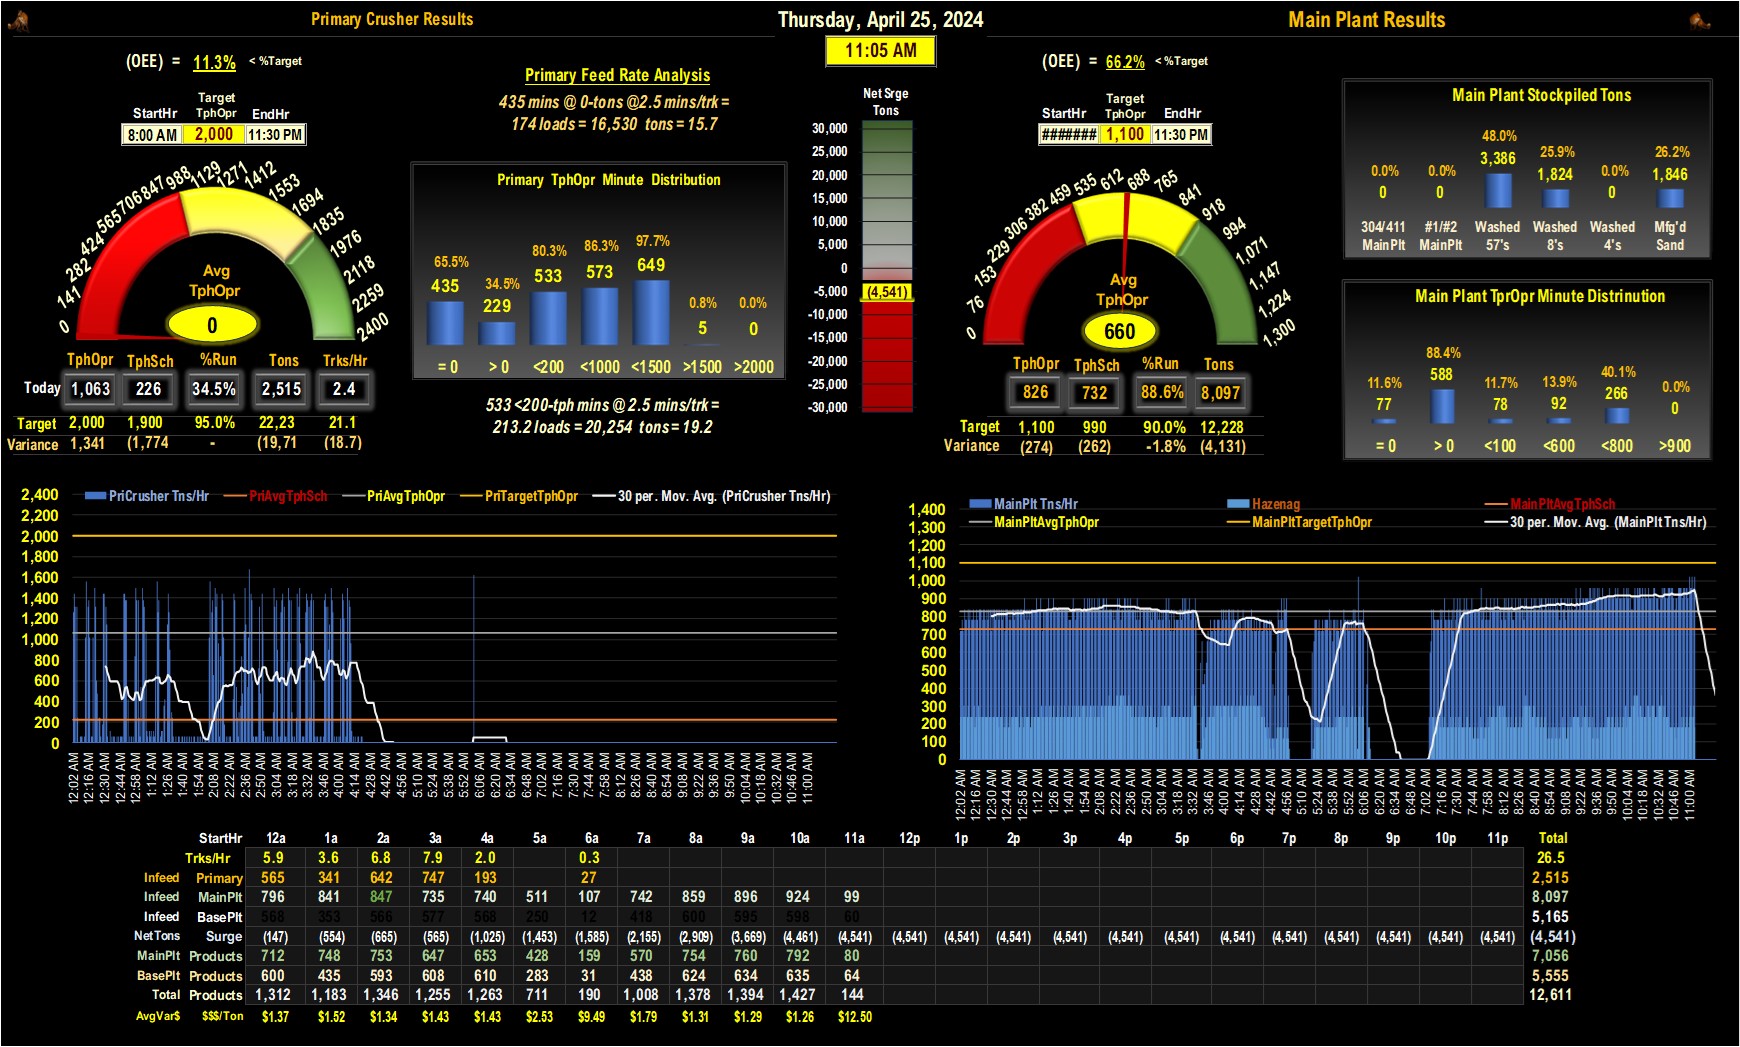 Primary Crusher Results
Thursday, April 25, 2024
Main Plant Results
11:05 AM
(OEE) = 11.3% < %Target
StartHr Target TphOpr EndHr
8:00 AM 2,000 11:30 PM
0 141 282 424 565 706 847 988 1129 1271 1412 1553 1694 1835 1976 2118 2259 2400
Avg
TphOpr
0
TphOpr TphSch %Run Tons Trks/Hr
Today 1,063 226 34.5% 2,515 2.4
Target 2,000 1,900 95.0% 22,23 21.1
Variance 1,341 (1,774 - (19,71 (18.7)
Primary Feed Rate Analysis
435 mins @ 0-tons @2.5 mins/trk =
174 loads = 16,530 tons = 15.7
Primary TphOpr Minute Distribution
65.5% 34.5% 80.3% 86.3% 97.7% 0.8% 0.0%
435 229 533 573 649 5 0
= 0 > 0 <200 <1000 <1500 >1500 >2000
533 <200-tph mins @ 2.5 mins/trk =
213.2 loads = 20,254 tons = 19.2
Net Srge
Tons
30,000
25,000
20,000
15,000
10,000
5,000
0
-5,000 (4,541)
-10,000
-15,000
-20,000
-25,000
-30,000
(OEE) = 66.2% < %Target
StartHr Target TphOpr EndHr
####### 1,100 11:30 PM
0 76 153 229 306 382 459 535 612 688 765 841 918 994 1,071 1,147 1,224 1,300
Avg
TphOpr
660
TphOpr TphSch %Run Tons
826 732 88.6% 8,097
Target 1,100 990 90.0% 12,228
Variance (274) (262) -1.8% (4,131)
Main Plant Stockpiled Tons
0.0% 0.0% 48.0% 25.9% 0.0% 26.2%
0 0 3,386 1,824 0 1,846
304/411 #1/#2 Washed Washed Washed Mfg'd
MainPlt MainPlt 57's 8's 4's Sand
Main Plant TprOpr Minute Distrinution
11.6% 88.4% 11.7% 13.9% 40.1% 0.0%
77 588 78 92 266 0
= 0 > 0 <100 <600 <800 >900
PriCrusher Tns/Hr PriAvgTphSch PriAvgTphOpr PriTargetTphOpr 30 per. Mov. Avg. (PriCrusher Tns/Hr)
2,400
2,200
2,000
1,800
1,600
1,400
1,200
1,000
800
600
400
200
0
12:02 AM 12:16 AM 12:30 AM 12:44 AM 12:58 AM 1:12 AM 1:26 AM 1:40 AM 1:54 AM 2:08 AM 2:22 AM 2:36 AM 2:50 AM 3:04 AM 3:18 AM 3:32 AM 3:46 AM 4:00 AM 4:14 AM 4:28 AM 4:42 AM 4:56 AM 5:10 AM 5:24 AM 5:38 AM 5:52 AM 6:06 AM 6:20 AM 6:34 AM 6:48 AM 7:02 AM 7:16 AM 7:30 AM 7:44 AM 7:58 AM 8:12 AM 8:26 AM 8:40 AM 8:54 AM 9:08 AM 9:22 AM 9:36 AM 9:50 AM 10:04 AM 10:18 AM 10:32 AM 10:46 AM 11:00 AM
MainPlt Tns/Hr Hazenag MainPltAvgTphSch
MainPltAvgTphOpr MainPltTargetTphOpr 30 per. Mov. Avg. (MainPlt Tns/Hr)
1,400
1,300
1,200
1,100
1,000
900
800
700
600
500
400
300
200
100
0
12:02 AM 12:16 AM 12:30 AM 12:44 AM 12:58 AM 1:12 AM 1:26 AM 1:40 AM 1:54 AM 2:08 AM 2:22 AM 2:36 AM 2:50 AM 3:04 AM 3:18 AM 3:32 AM 3:46 AM 4:00 AM 4:14 AM 4:28 AM 4:42 AM 4:56 AM 5:10 AM 5:24 AM 5:38 AM 5:52 AM 6:06 AM 6:20 AM 6:34 AM 6:48 AM 7:02 AM 7:16 AM 7:30 AM 7:44 AM 7:58 AM 8:12 AM 8:26 AM 8:40 AM 8:54 AM 9:08 AM 9:22 AM 9:36 AM 9:50 AM 10:04 AM 10:18 AM 10:32 AM 10:46 AM 11:00 AM
StartHr 12a 1a 2a 3a 4a 5a 6a 7a 8a 9a 10a 11a 12p 1p 2p 3p 4p 5p 6p 7p 8p 9p 10p 11p Total
Trks/Hr 5.9 3.6 6.8 7.9 2.0 0.3 26.5
Infeed Primary 565 341 642 747 193 27 2,515
Infeed MainPlt 796 841 847 735 740 511 107 742 859 896 924 99 8,097
Infeed BasePlt 568 353 566 577 568 250 12 418 600 595 598 60 5,165
NetTons Surge (147) (554) (665) (565) (1,025) (1,453) (1,585) (2,155) (2,909) (3,669) (4,461) (4,541) (4,541) (4,541) (4,541) (4,541) (4,541) (4,541) (4,541) (4,541) (4,541) (4,541) (4,541) (4,541) (4,541)
MainPlt Products 712 748 753 647 653 428 159 570 754 760 792 80 7,056
BasePlt Products 600 435 593 608 610 283 31 438 624 634 635 64 5,555
Total Products 1,312 1,183 1,346 1,255 1,263 711 190 1,008 1,378 1,394 1,427 144 12,611
AvgVar$ $$$/Ton $1.37 $1.52 $1.34 $1.43 $1.43 $2.53 $9.49 $1.79 $1.31 $1.29 $1.26 $12.50